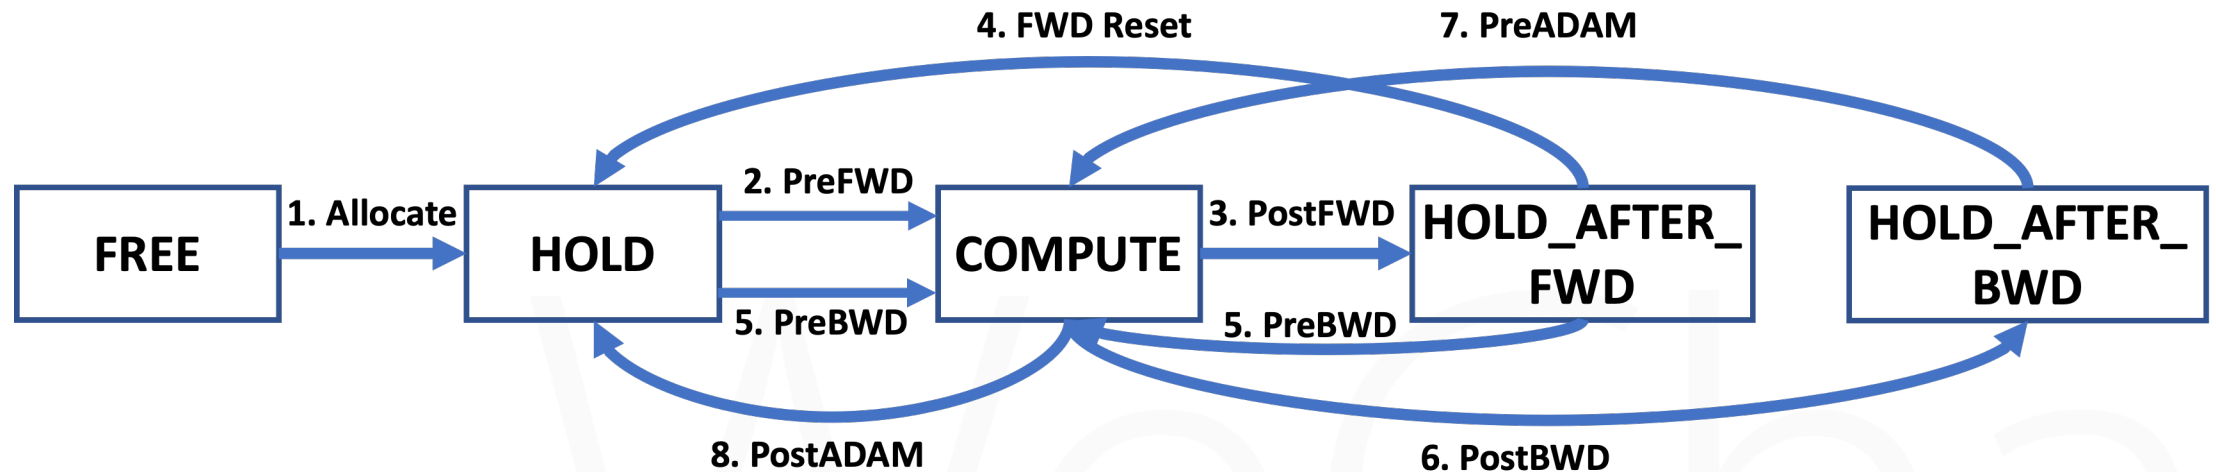 4. FWD Reset
7. PreADAM
1. Allocate
2. PreFWD
3. PostFWD
FREE
HOLD
COMPUTE
HOLD_AFTER_
FWD
HOLD_AFTER_
BWD
5. PreBWD
5. PreBWD
8. PostADAM
6. PostBWD